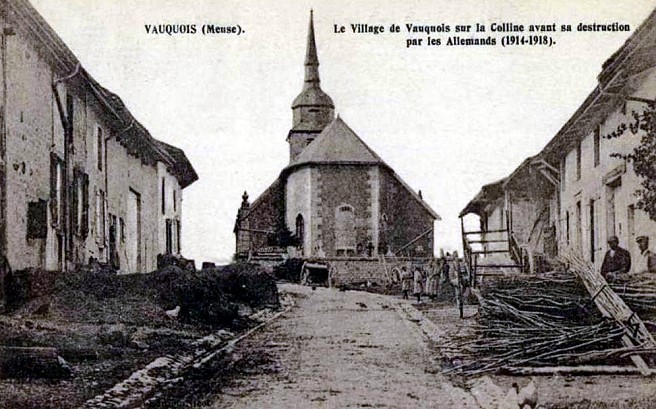 VAUQUOIS (Meuse).
Le Village de Vauquois sur la Colline avant sa destruction
par les Allemands (1914-1918).